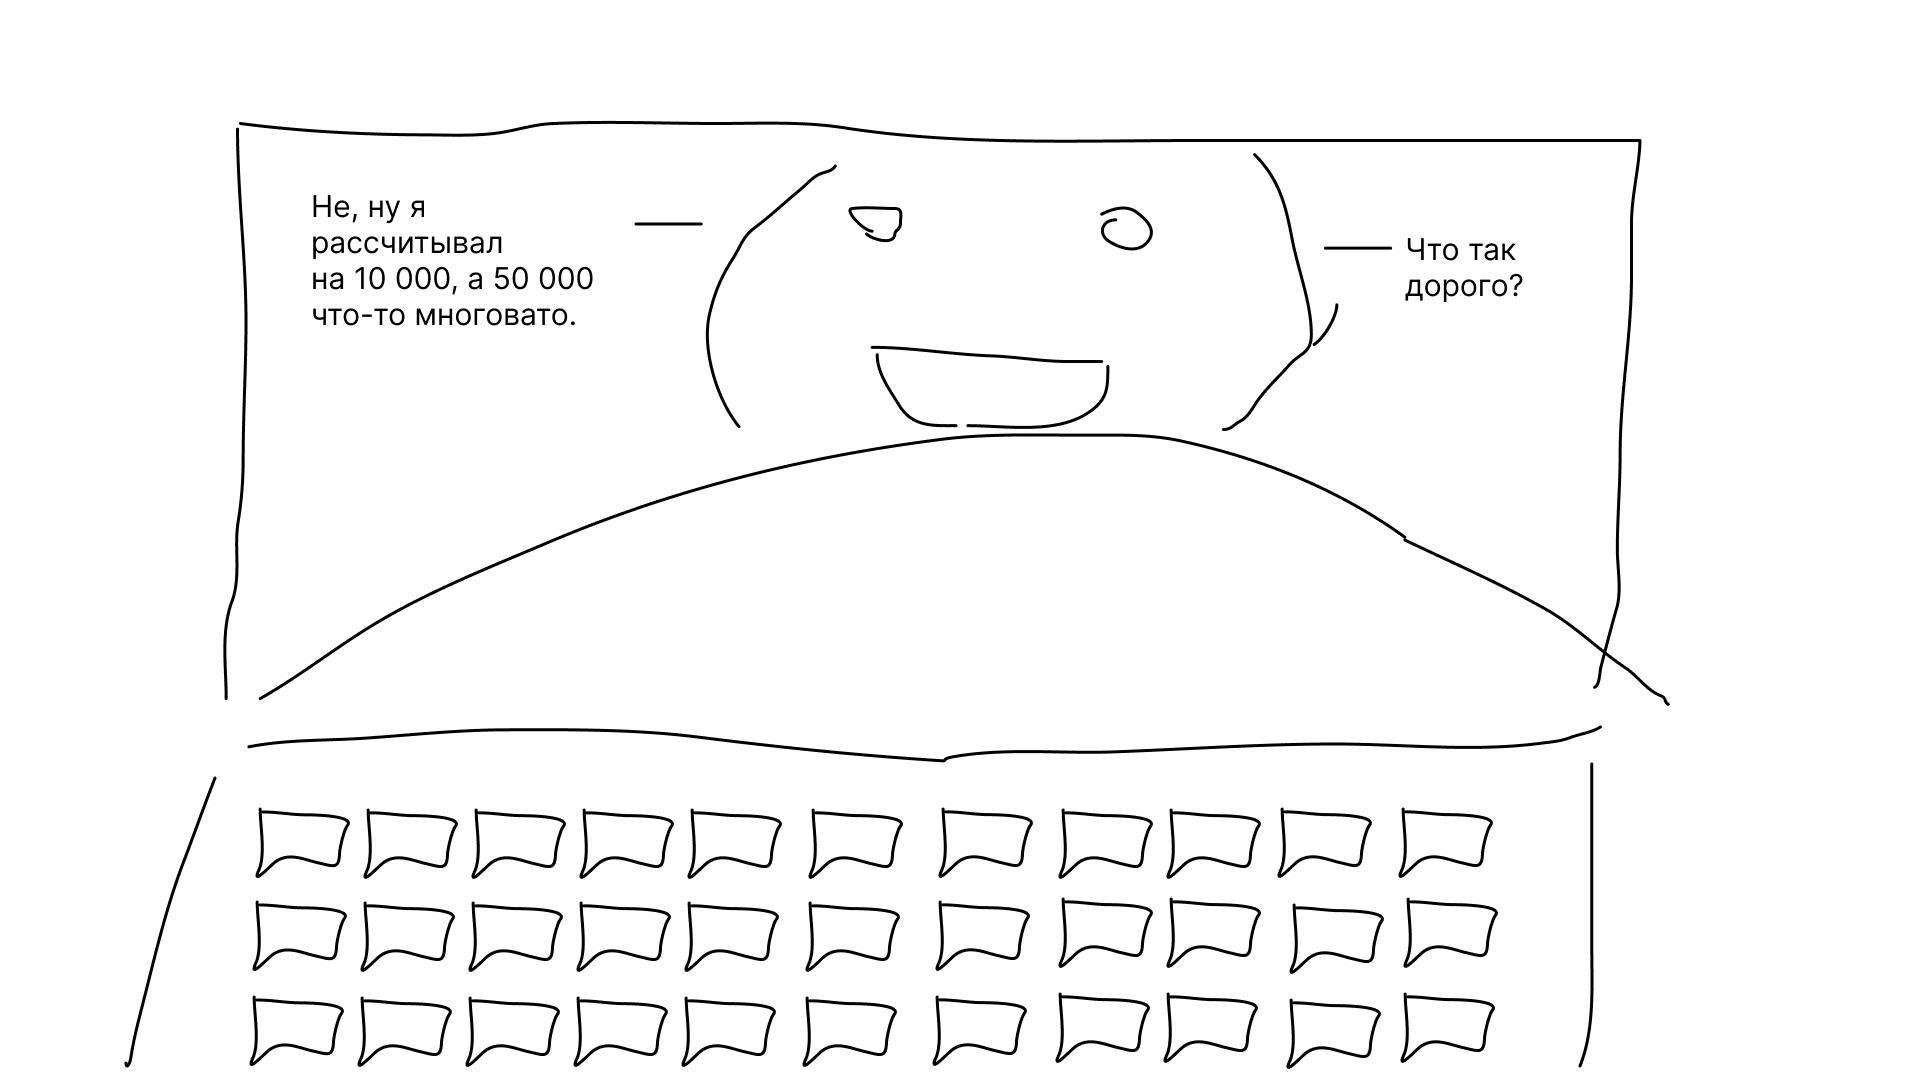 Не, ну я
рассчитывал
на 10 000, а 50 000
что-то многовато.
Что так
дорого?